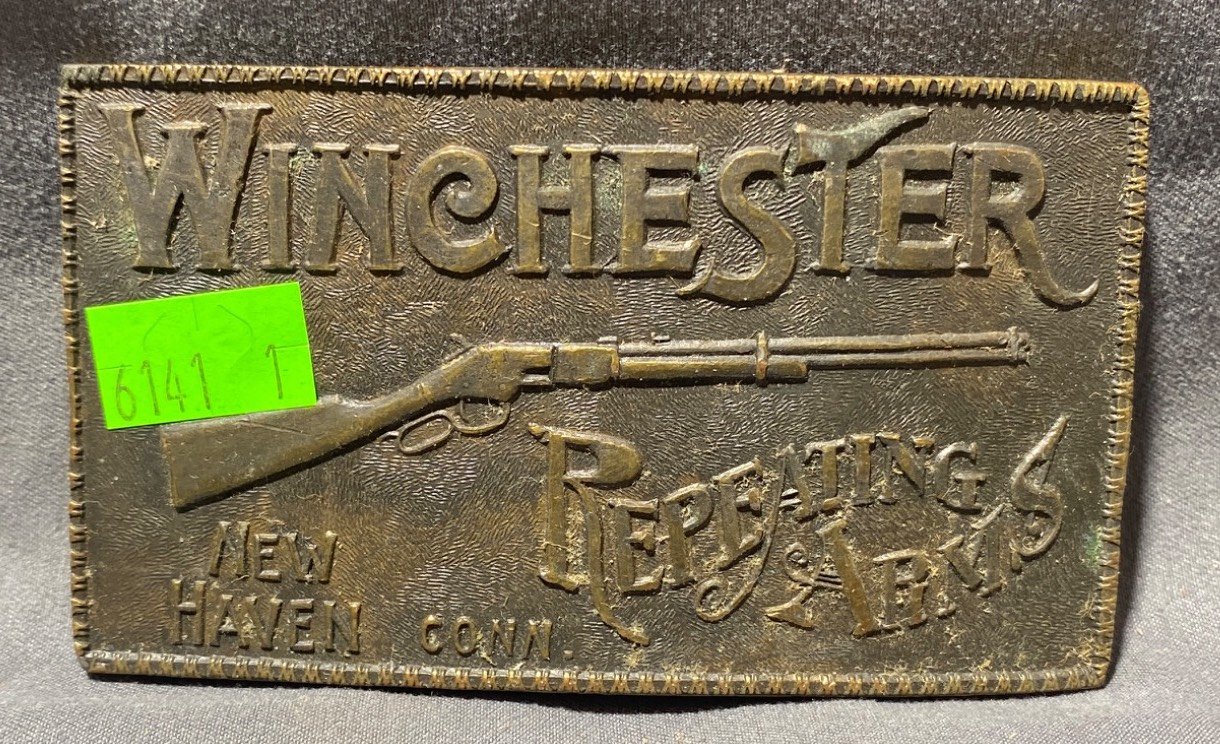 WINCHESTER
6141 1
REPEATING
ARMS
NEW
HAVEN CONN.